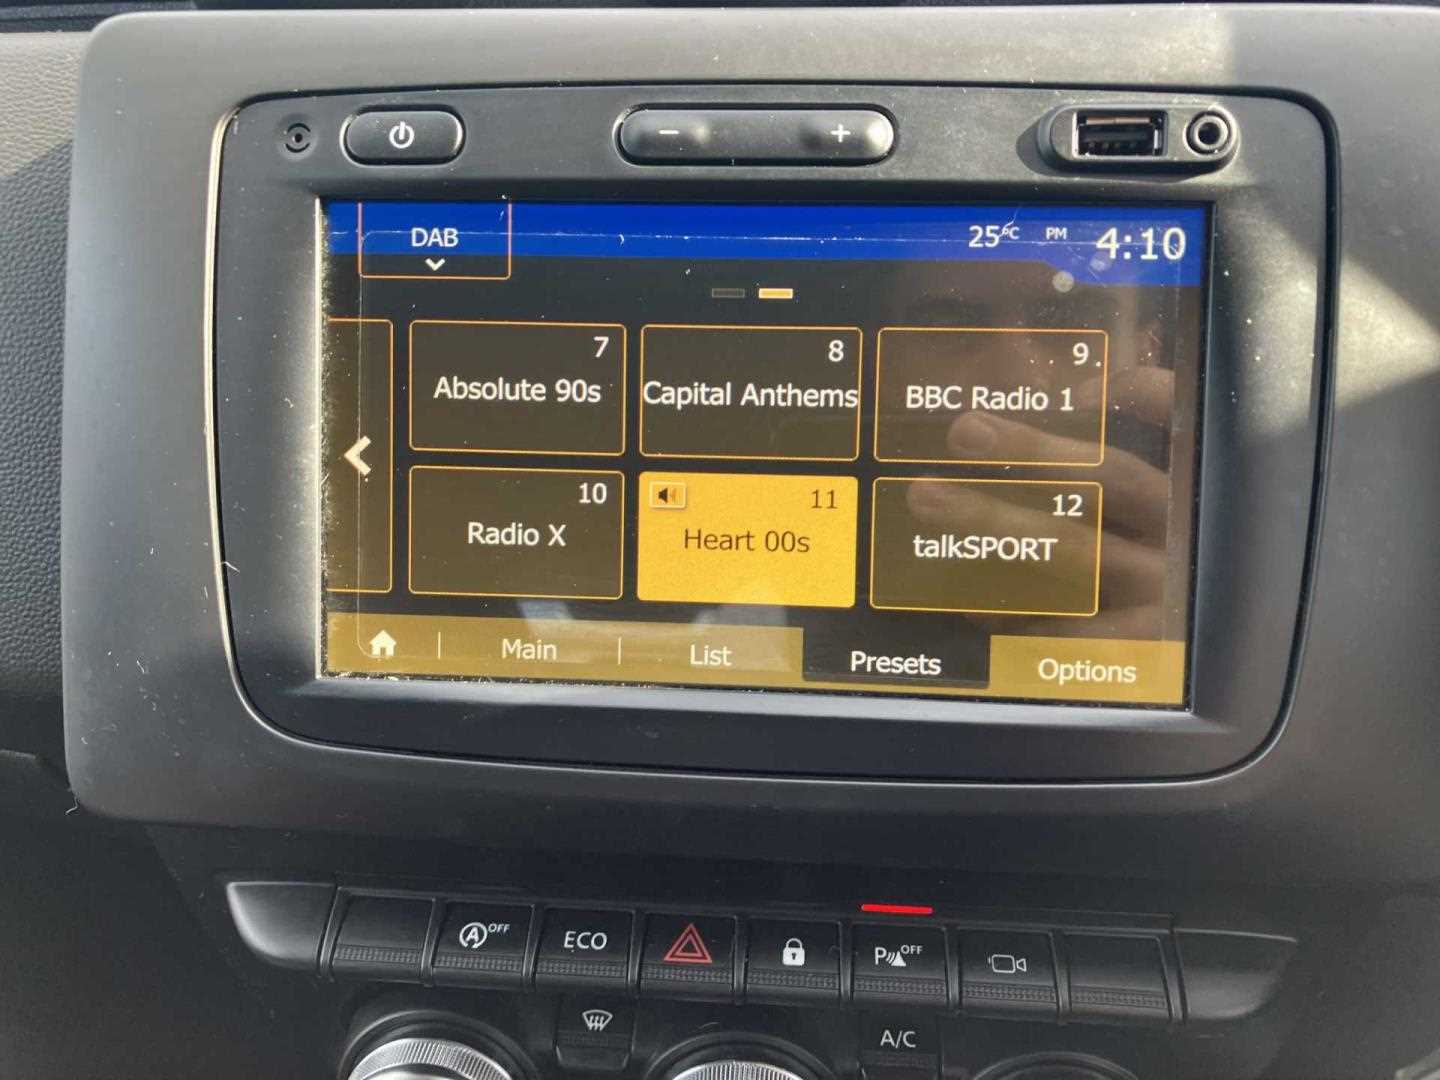 DAB
25°C PM 4:10
7
Absolute 90s
8
Capital Anthems
9
BBC Radio 1
10
Radio X
11
Heart 00s
12
talkSPORT
Main
List
Presets
Options
A OFF
ECO
P OFF
A/C